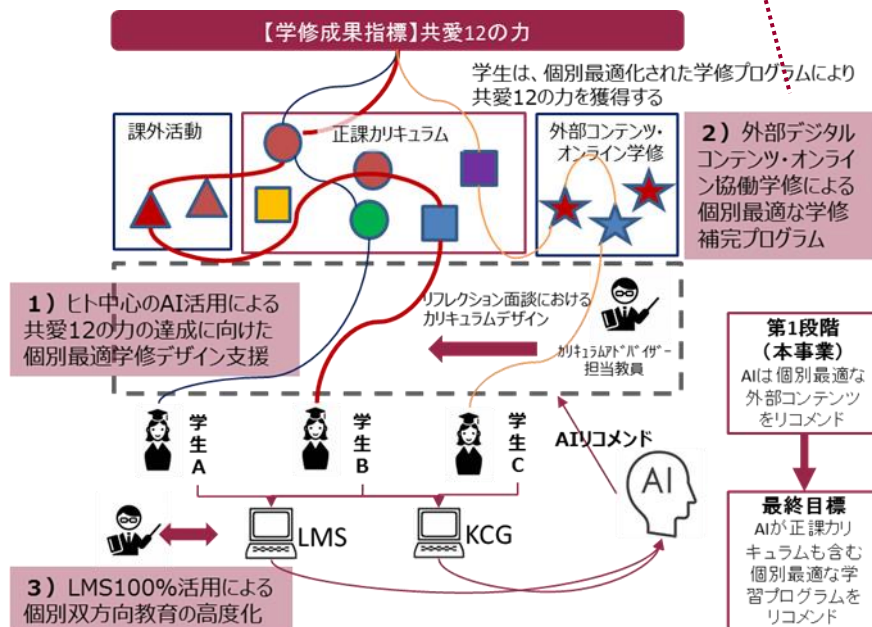 【学修成果指標】共愛12の力
学生は、個別最適化された学修プログラムにより
共愛12の力を獲得する
課外活動
正課カリキュラム
外部コンテンツ・
オンライン学修
2）外部デジタル
コンテンツ・オンライ
ン協働学修による
個別最適な学修
補完プログラム
1）ヒト中心のAI活用による
共愛12の力の達成に向けた
個別最適学修デザイン支援
リフレクション面談における
カリキュラムデザイン
ｶﾘｷｭﾗﾑｱﾄﾞﾊﾞｲｻﾞｰ
担当教員
第1段階
（本事業）
AIは個別最適な
外部コンテンツ
をリコメンド
学生A
学生B
学生C
AIリコメンド
AI
LMS
KCG
最終目標
AIが正課カリ
キュラムも含む
個別最適な学
習プログラムを
リコメンド
3）LMS100%活用による
個別双方向教育の高度化